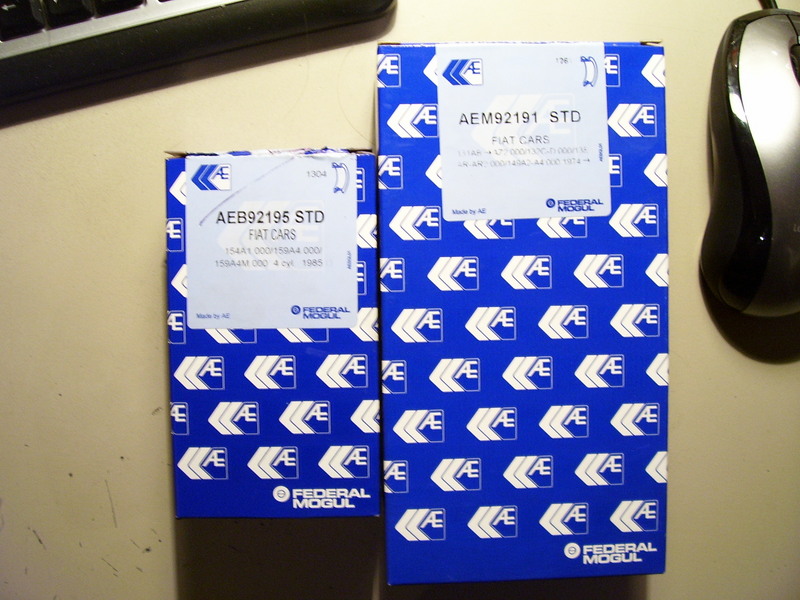 AE
1304
AEB92195 STD
FIAT CARS
154A1.000/159A4.000/
159A4M.000 4 cyl. 1985
Made by AE
FEDERAL
MOGUL
FEDERAL
MOGUL
AE
AEM92191 STD
FIAT CARS
1974→
Made by AE
FEDERAL
MOGUL
FEDERAL
MOGUL